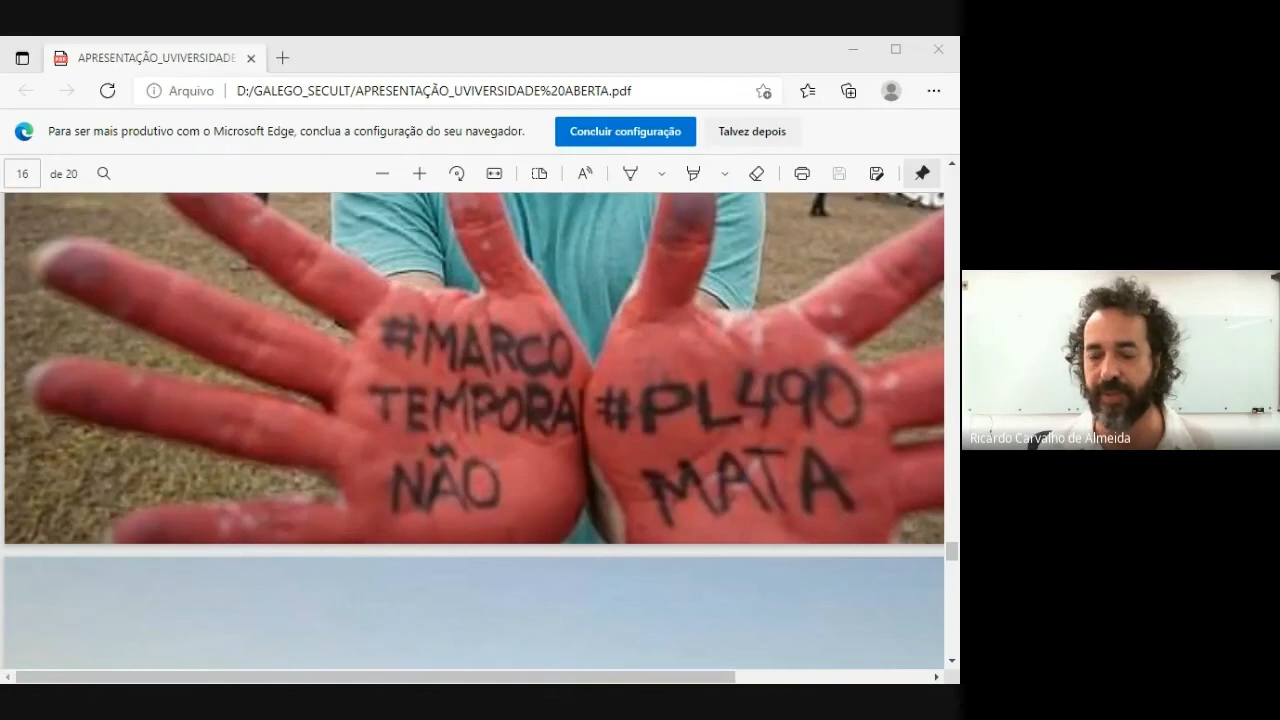 APRESENTAÇÃO_UVIVERSIDADE
Arquivo
D:/GALEGO_SECULT/APRESENTAÇÃO_UVIVERSIDADE%20ABERTA.pdf
Para ser mais produtivo com o Microsoft Edge, conclua a configuração do seu navegador.
Concluir configuração
Talvez depois
16 de 20
#MARCO
TEMPORA
NÃO
#PL490
MATA
Ricardo Carvalho de Almeida